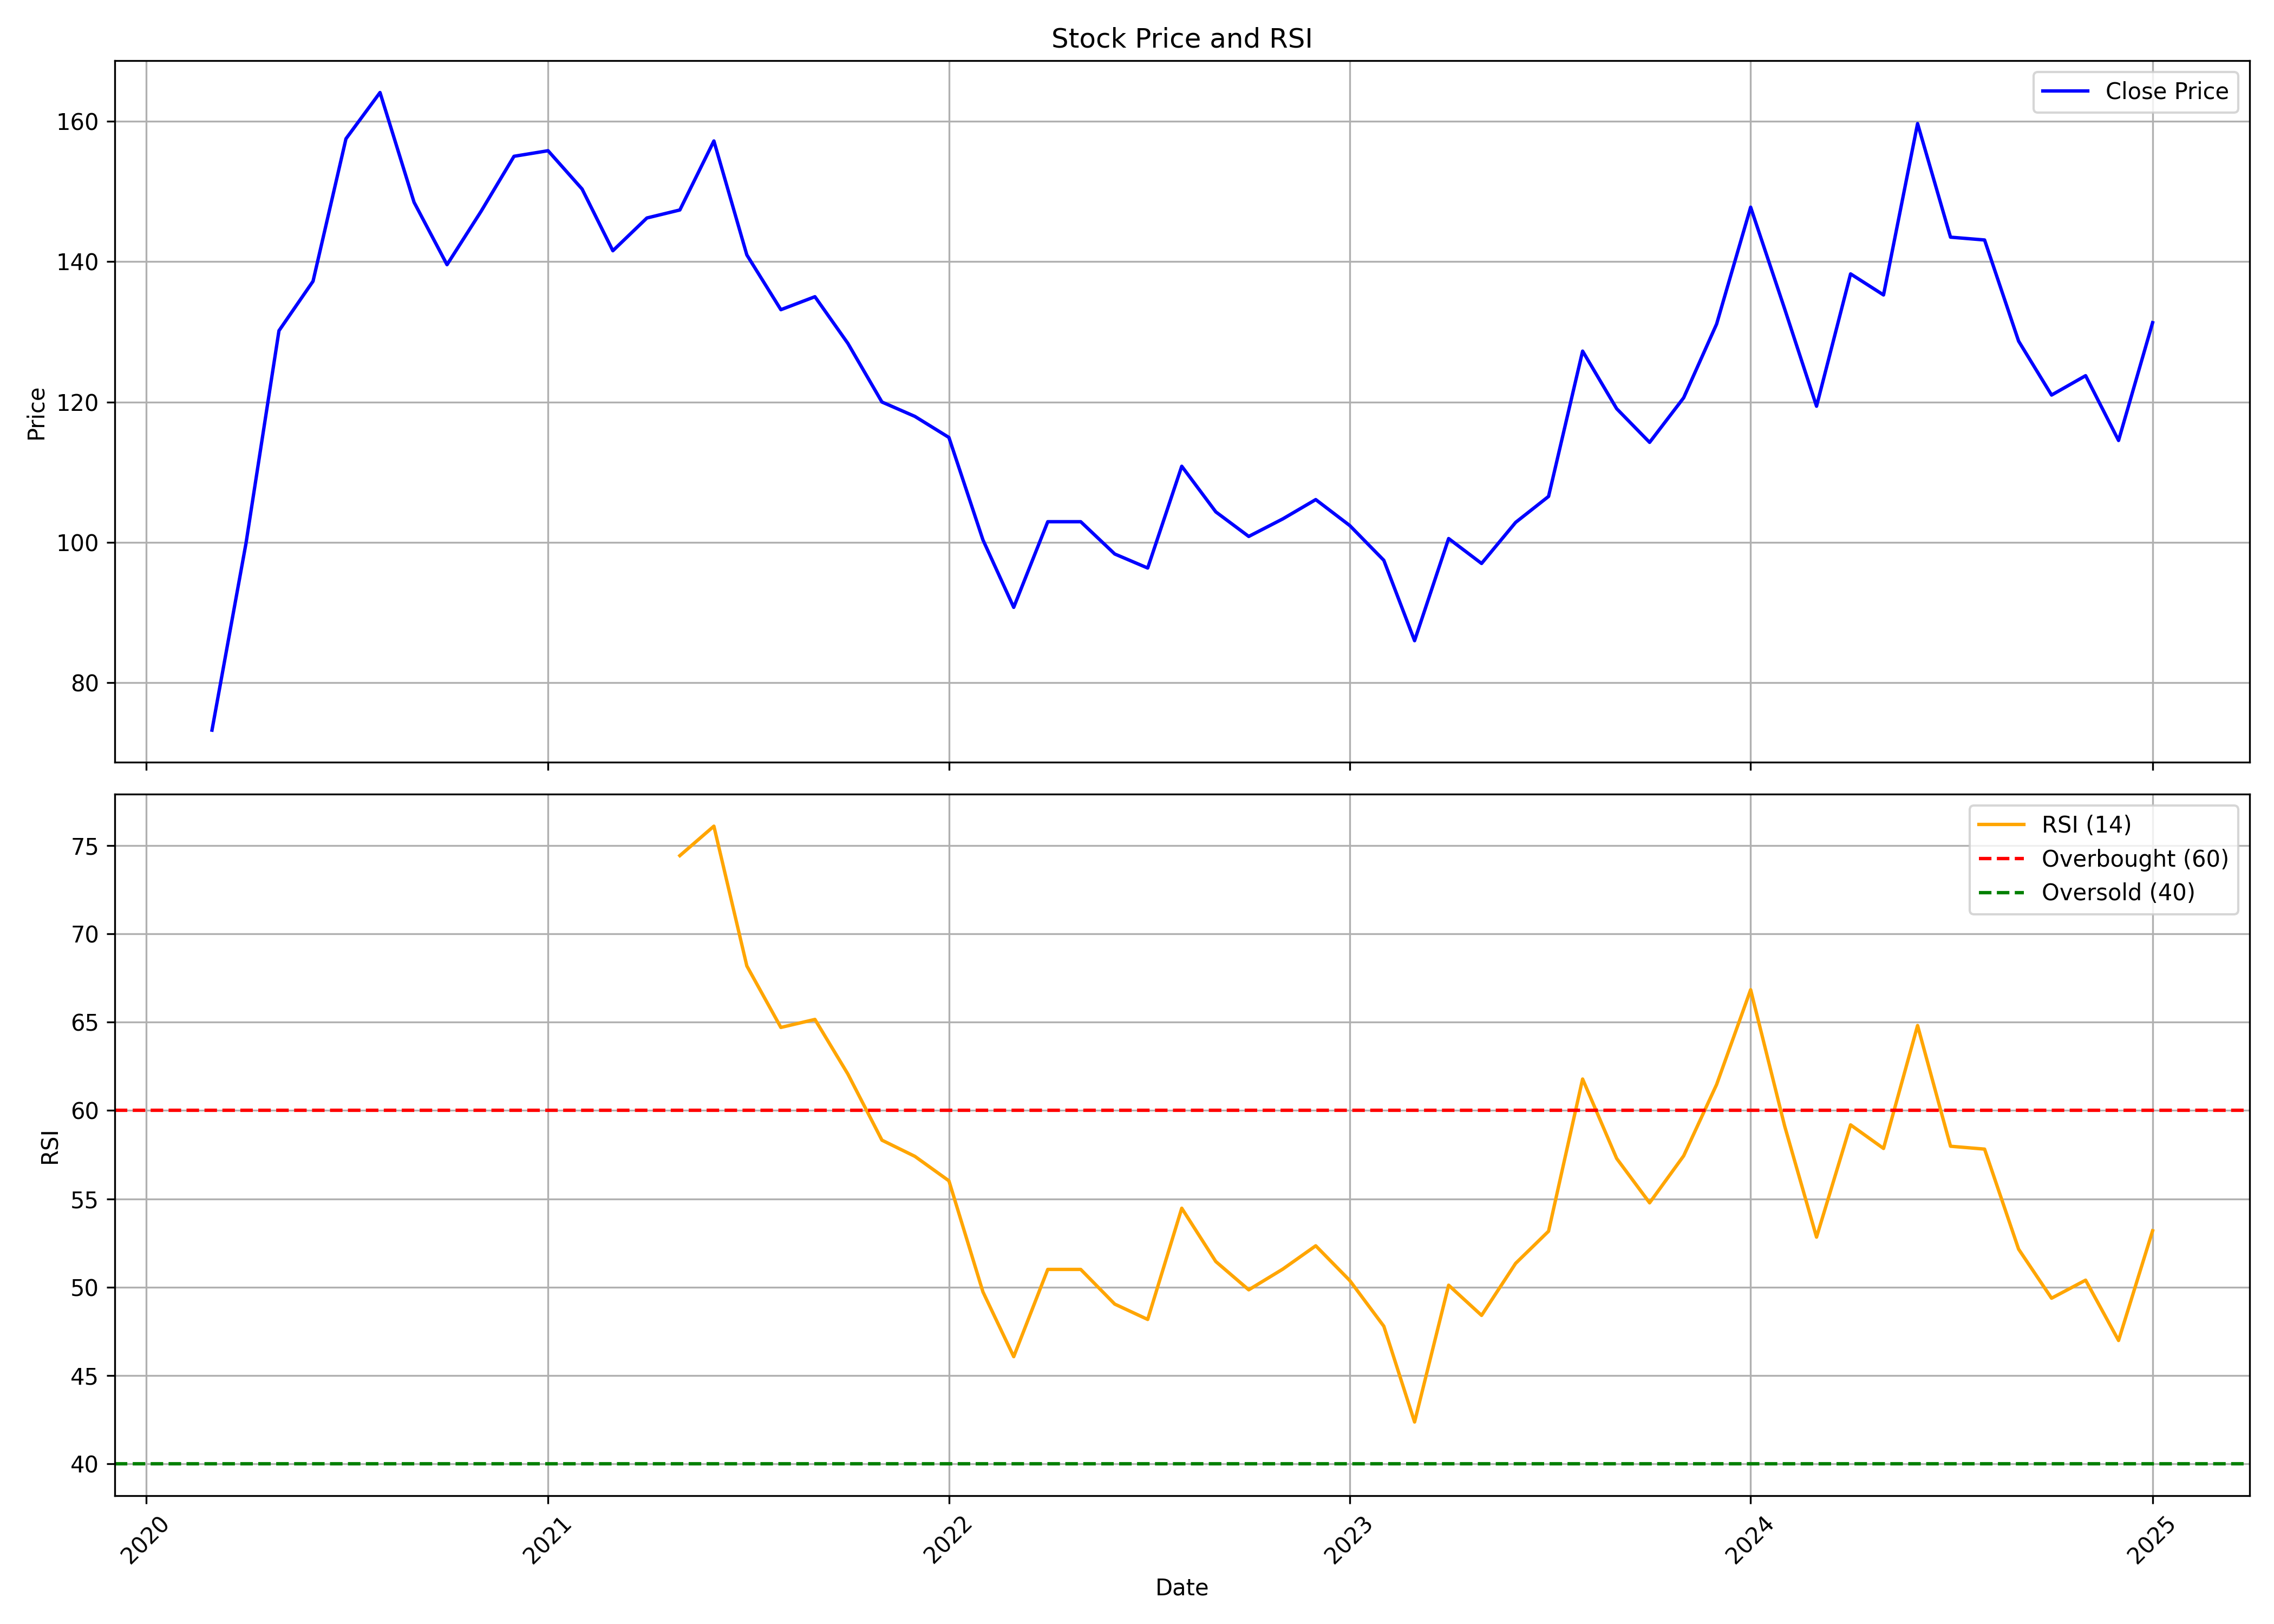 Stock Price and RSI
Close Price
160
140
120
100
80
Price
RSI (14)
Overbought (60)
Oversold (40)
75
70
65
60
55
50
45
40
RSI
2020
2021
2022
2023
2024
2025
Date